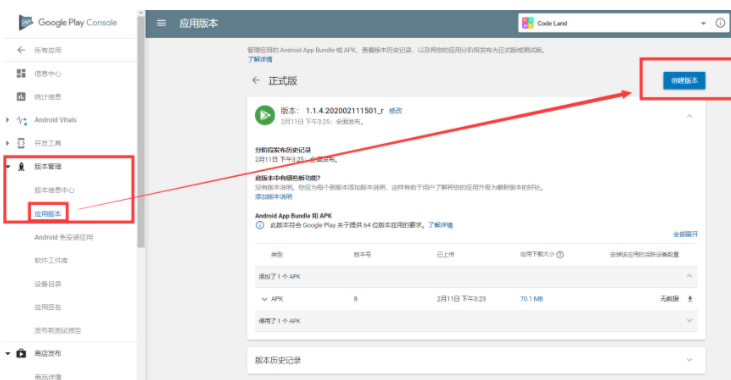 Google Play Console
应用版本
Code Land
所有应用
信息中心
统计信息
Android Vitals
开发工具
版本管理
版本信息中心
应用版本
Android 免安装应用
软件工件库
设备目录
应用签名
发布前测试报告
商店发布
商品详情
管理应用的 Android App Bundle 或 APK、查看版本历史记录,以及将您的应用分阶段发布为正式版或测试版。
了解详情
正式版
创建版本
版本: 1.1.4.202002111501_r 修改
2月11日 下午3:25: 全面发布。
分阶段发布历史记录
2月11日 下午3:25: 全面发布。
此版本中有哪些新功能?
没有版本说明。您应为每个新版本添加版本说明,这样有助于用户了解将您的应用升级为最新版本的好处。
添加版本说明
Android App Bundle 和 APK
此版本符合 Google Play 关于提供 64 位版本应用的要求。 了解详情
全部展开
类型 版本号 已上传 应用下载大小 安装该应用的活跃设备数量
添加了 1 个 APK
APK 8 2月11日 下午3:23 70.1 MB 无数据
停用了 1 个 APK
版本历史记录